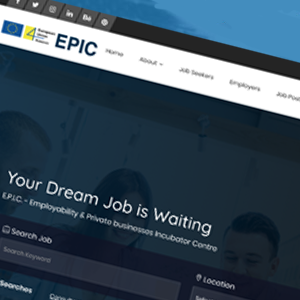 EPIC
Home
About
Job Seekers
Employers
Job Pos
Your Dream Job is Waiting
E.P.I.C. - Employability & Private businesses Incubator Centre
Search Job
Location
Search Keyword
Searches